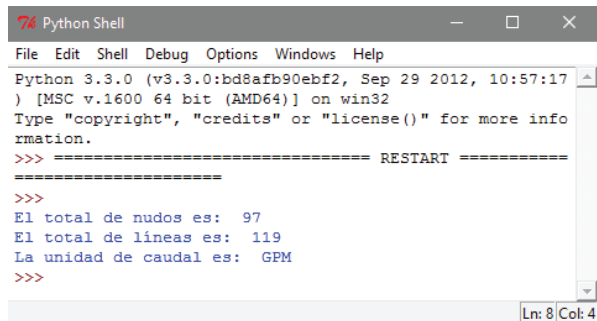 Python Shell
File Edit Shell Debug Options Windows Help
Python 3.3.0 (v3.3.0:bd8afb90ebf2, Sep 29 2012, 10:57:17
) [MSC v.1600 64 bit (AMD64)] on win32
Type "copyright", "credits" or "license()" for more info
rmation.
>>> ================================ RESTART ===========
=====================
>>>
El total de nudos es:  97
El total de líneas es:  119
La unidad de caudal es:  GPM
>>>
Ln: 8 Col: 4